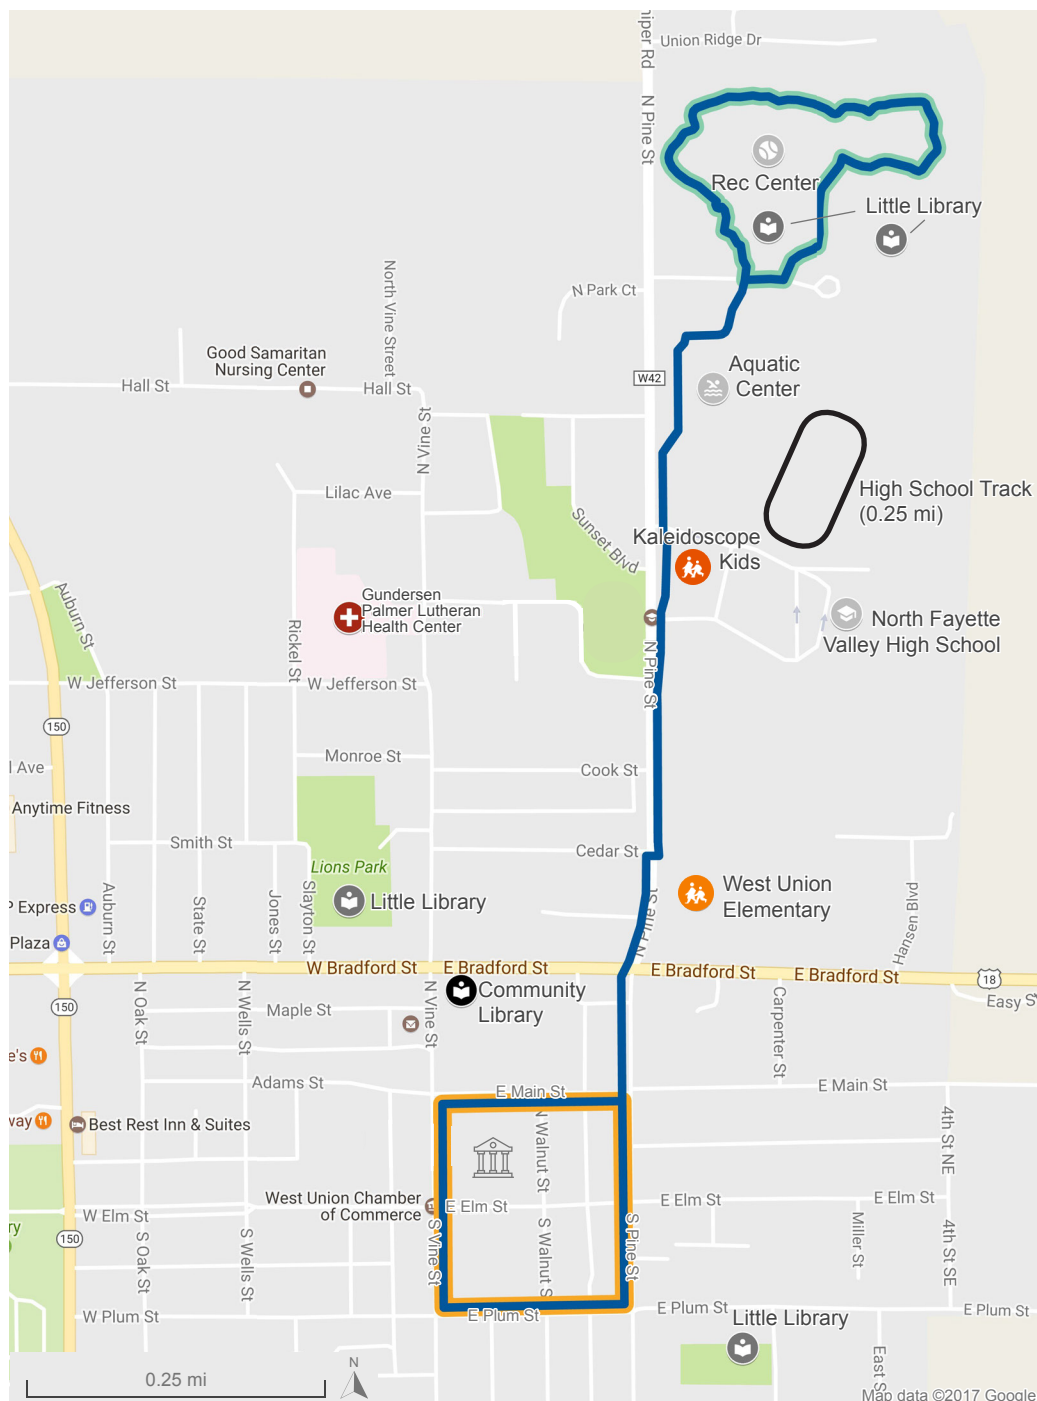 niper Rd
Union Ridge Dr
N Pine St
Rec Center
Little Library
North Vine Street
N Park Ct
Good Samaritan
Nursing Center
Hall St
Hall St
W42
Aquatic
Center
N Vine St
Lilac Ave
High School Track
(0.25 mi)
Sunset Blvd
Kaleidoscope
Kids
Auburn St
Gundersen
Palmer Lutheran
Health Center
Rickel St
North Fayette
Valley High School
N Pine St
W Jefferson St
W Jefferson St
150
Monroe St
l Ave
Cook St
Anytime Fitness
Smith St
Cedar St
Lions Park
Little Library
West Union
Elementary
P Express
Auburn St
State St
Jones St
Slayton St
N Pine St
Hansen Blvd
Plaza
W Bradford St
E Bradford St
E Bradford St
E Bradford St
18
150
Community
Library
N Oak St
N Wells St
Maple St
N Vine St
Carpenter St
Easy S
e's
Adams St
E Main St
E Main St
way
Best Rest Inn & Suites
N Walnut St
4th St NE
West Union Chamber
of Commerce
E Elm St
E Elm St
E Elm St
W Elm St
ry
150
S Oak St
S Wells St
S Vine St
S Walnut S
S Pine St
Miller St
4th St SE
W Plum St
E Plum St
E Plum St
E Plum St
Little Library
East S
0.25 mi
N
Map data ©2017 Google